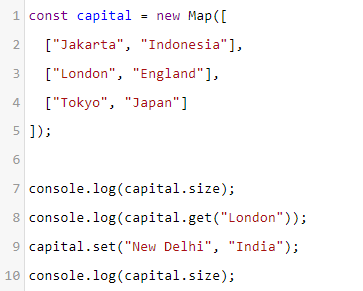 1 const capital = new Map([
2   ["Jakarta", "Indonesia"],
3   ["London", "England"],
4   ["Tokyo", "Japan"]
5 ]);
6
7 console.log(capital.size);
8 console.log(capital.get("London"));
9 capital.set("New Delhi", "India");
10 console.log(capital.size);